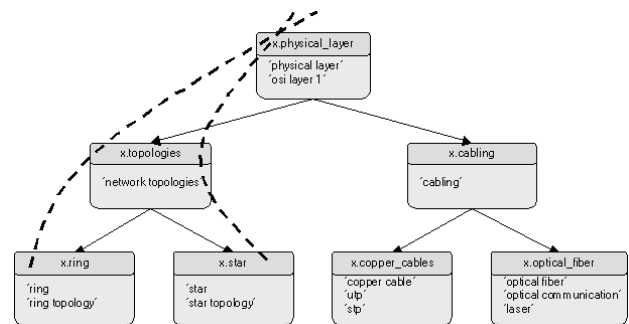 x.physical_layer
'physical layer'
'osi layer 1'
x.topologies
'network topologies'
x.cabling
'cabling'
x.ring
'ring'
'ring topology'
x.star
'star'
'star topology'
x.copper_cables
'copper cable'
'utp'
'stp'
x.optical_fiber
'optical fiber'
'optical communication'
'laser'